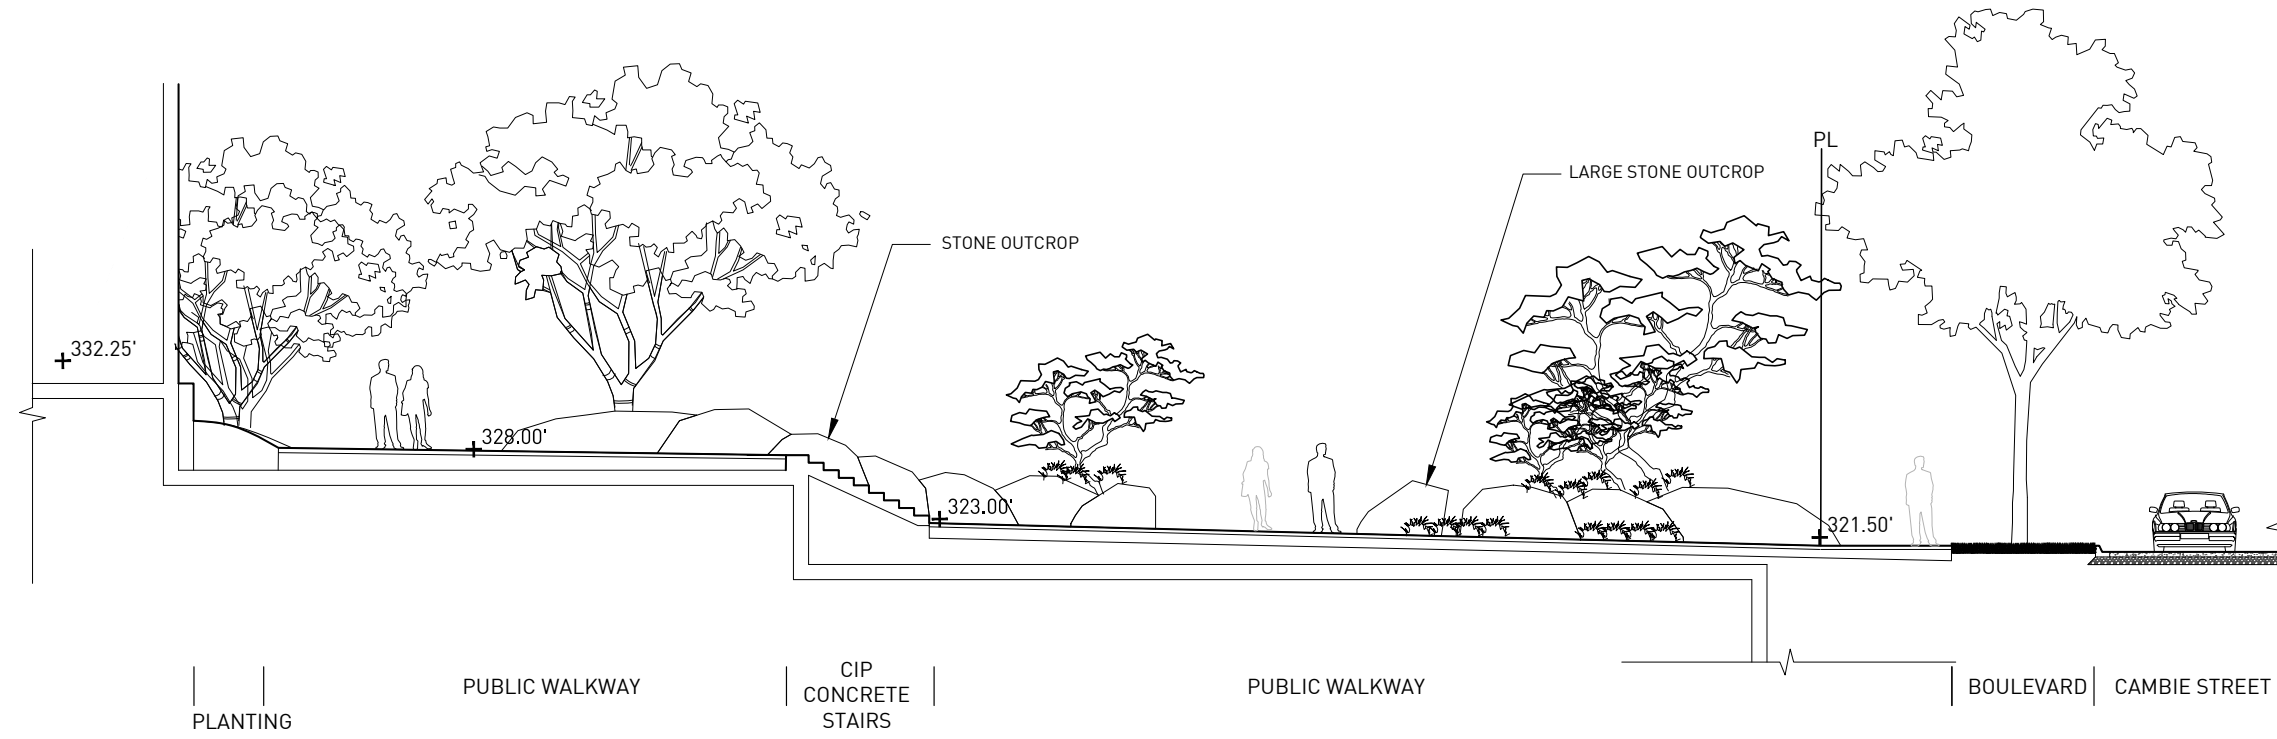 PL
LARGE STONE OUTCROP
STONE OUTCROP
332.25'
328.00'
323.00'
321.50'
PLANTING
PUBLIC WALKWAY
CIP
CONCRETE
STAIRS
PUBLIC WALKWAY
BOULEVARD
CAMBIE STREET